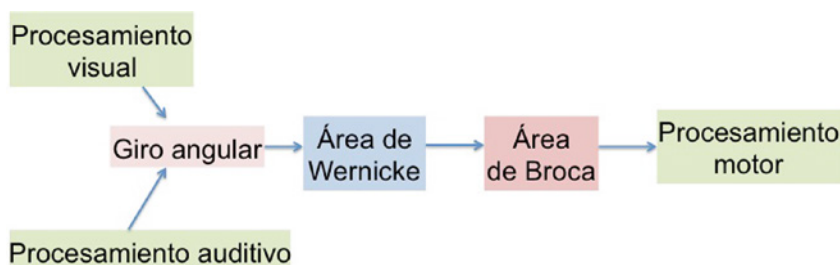 Procesamiento
visual
Giro angular
Área de
Wernicke
Área
de Broca
Procesamiento
motor
Procesamiento auditivo